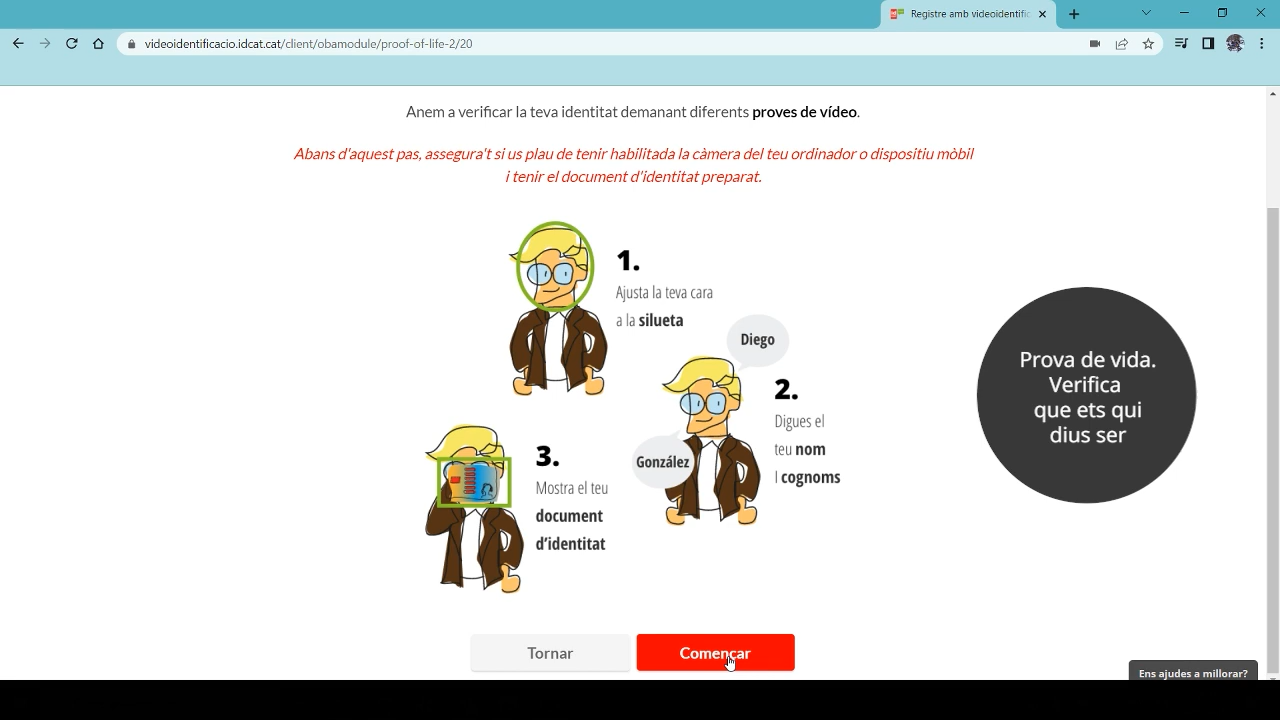 Registre amb videoidentific
videoidentificacio.idcat.cat/client/obamodule/proof-of-life-2/20
Anem a verificar la teva identitat demanant diferents proves de vídeo.
Abans d'aquest pas, assegura't si us plau de tenir habilitada la càmera del teu ordinador o dispositiu mòbil
i tenir el document d'identitat preparat.
1.
Ajusta la teva cara
a la silueta
Diego
González
2.
Digues el
teu nom
I cognoms
3.
Mostra el teu
document
d'identitat
Prova de vida.
Verifica
que ets qui
dius ser
Tornar
Començar
Ens ajudes a millorar?